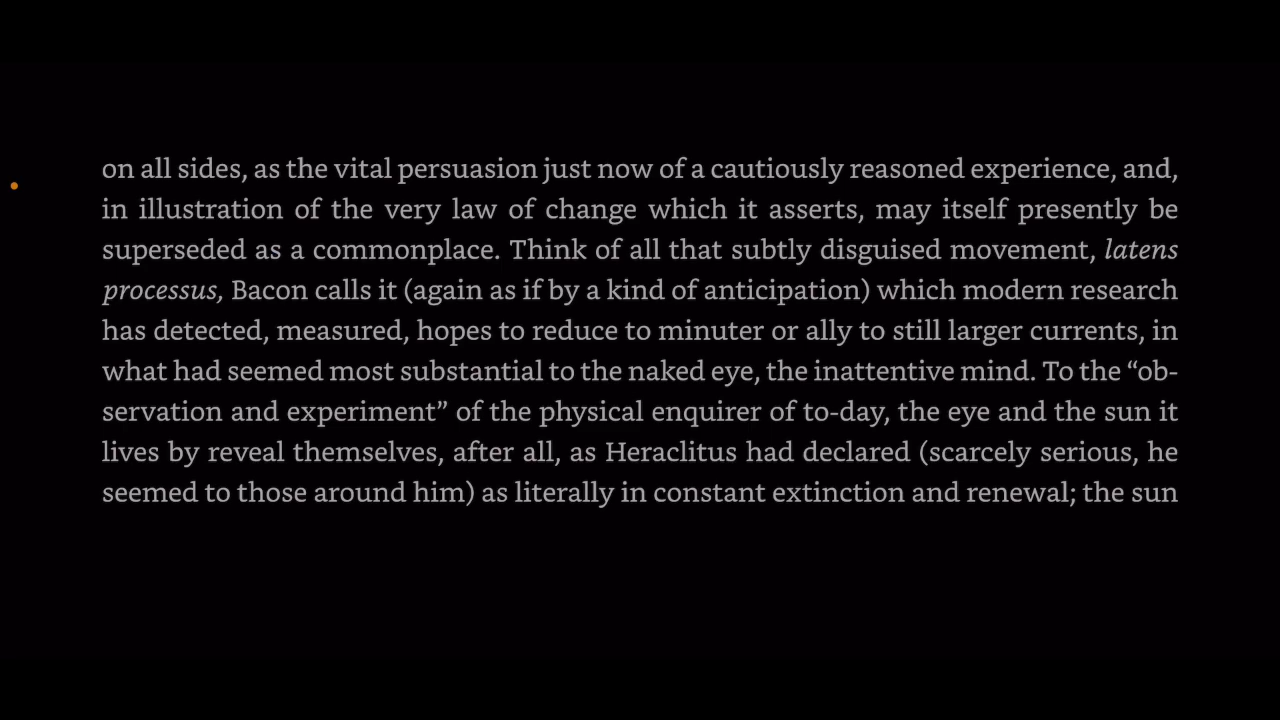 on all sides, as the vital persuasion just now of a cautiously reasoned experience, and,
in illustration of the very law of change which it asserts, may itself presently be
superseded as a commonplace. Think of all that subtly disguised movement, latens
processus, Bacon calls it (again as if by a kind of anticipation) which modern research
has detected, measured, hopes to reduce to minuter or ally to still larger currents, in
what had seemed most substantial to the naked eye, the inattentive mind. To the “ob-
servation and experiment” of the physical enquirer of to-day, the eye and the sun it
lives by reveal themselves, after all, as Heraclitus had declared (scarcely serious, he
seemed to those around him) as literally in constant extinction and renewal; the sun